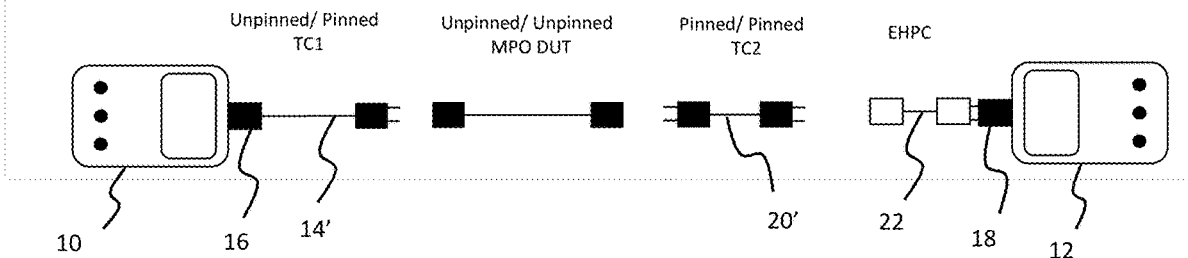 Unpinned/ Pinned
TC1
Unpinned/ Unpinned
MPO DUT
Pinned/ Pinned
TC2
EHPC
10
16
14'
20'
22
18
12